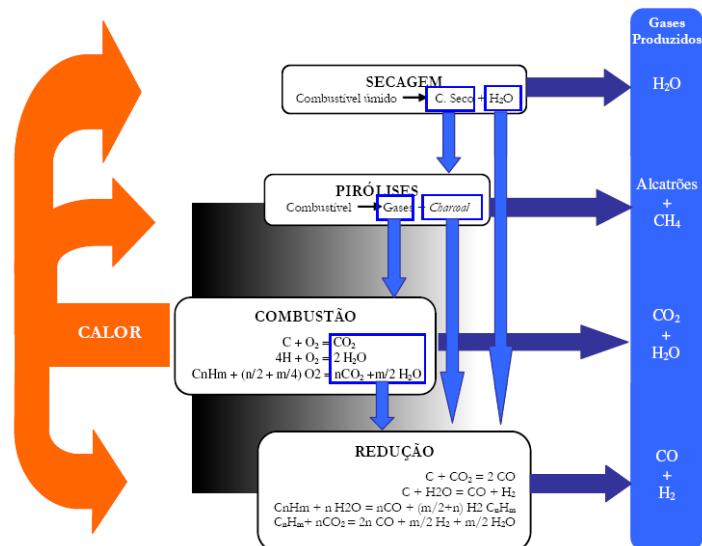 Gases
Produzidos
SECAGEM
Combustível úmido → C. Seco + H₂O
H₂O
PIRÓLISES
Combustível → Gases + Charcoal
Alcatrões
+
CH₄
CALOR
COMBUSTÃO
C + O₂ = CO₂
4H + O₂ = 2 H₂O
CnHm + (n/2 + m/4) O2 = nCO₂ +m/2 H₂O
CO₂
+
H₂O
REDUÇÃO
C + CO₂ = 2 CO
C + H2O = CO + H₂
CnHm + n H2O = nCO + (m/2+n) H2 CₙHₘ
CₙHₘ+ nCO₂ = 2n CO + m/2 H₂ + m/2 H₂O
CO
+
H₂